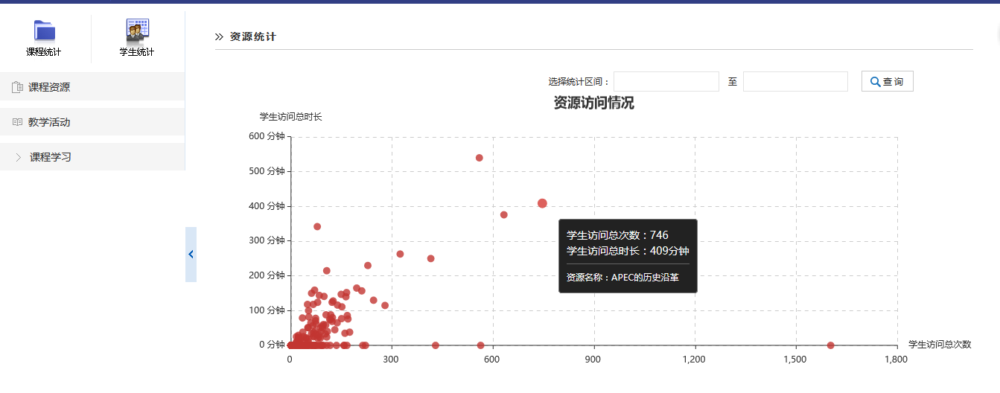 课程统计
学生统计
课程资源
教学活动
课程学习
资源统计
选择统计区间：
至
查 询
资源访问情况
学生访问总时长
600 分钟
500 分钟
400 分钟
300 分钟
200 分钟
100 分钟
0 分钟
学生访问总次数：746
学生访问总时长：409分钟
资源名称：APEC的历史沿革
学生访问总次数
0
300
600
900
1,200
1,500
1,800